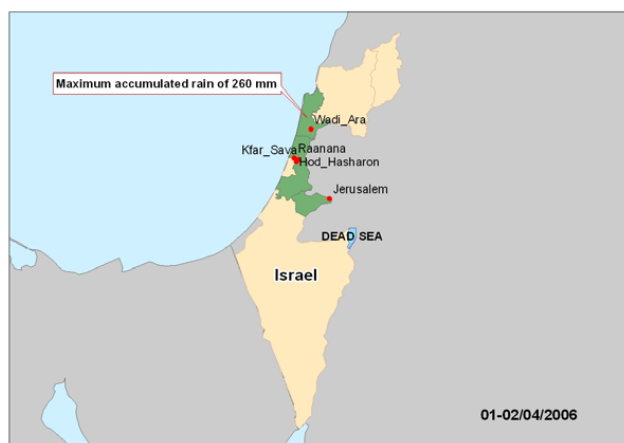 Maximum accumulated rain of 260 mm
Wadi_Ara
Kfar_Sava
Raanana
Hod_Hasharon
Jerusalem
DEAD SEA
Israel
01-02/04/2006